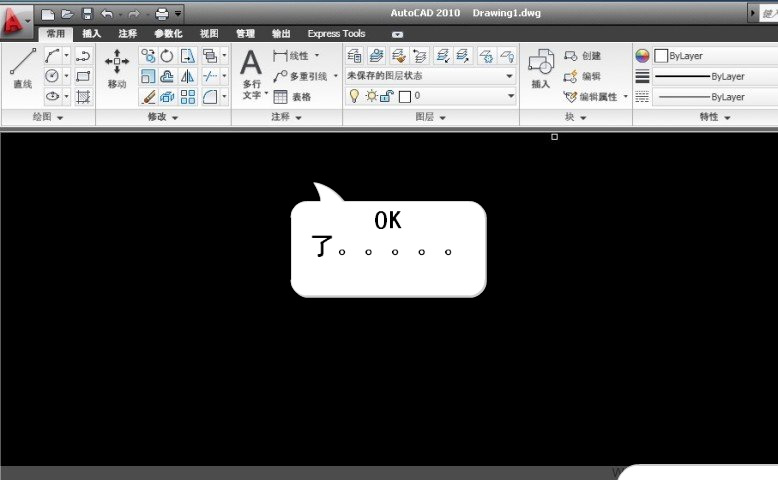 AutoCAD 2010 Drawing1.dwg
常用 插入 注释 参数化 视图 管理 输出 Express Tools
直线
移动
A
多行
文字
线性
多重引线
表格
未保存的图层状态
0
插入
创建
编辑
编辑属性
ByLayer
ByLayer
ByLayer
绘图 修改 注释 图层 块 特性
OK
了。。。。。